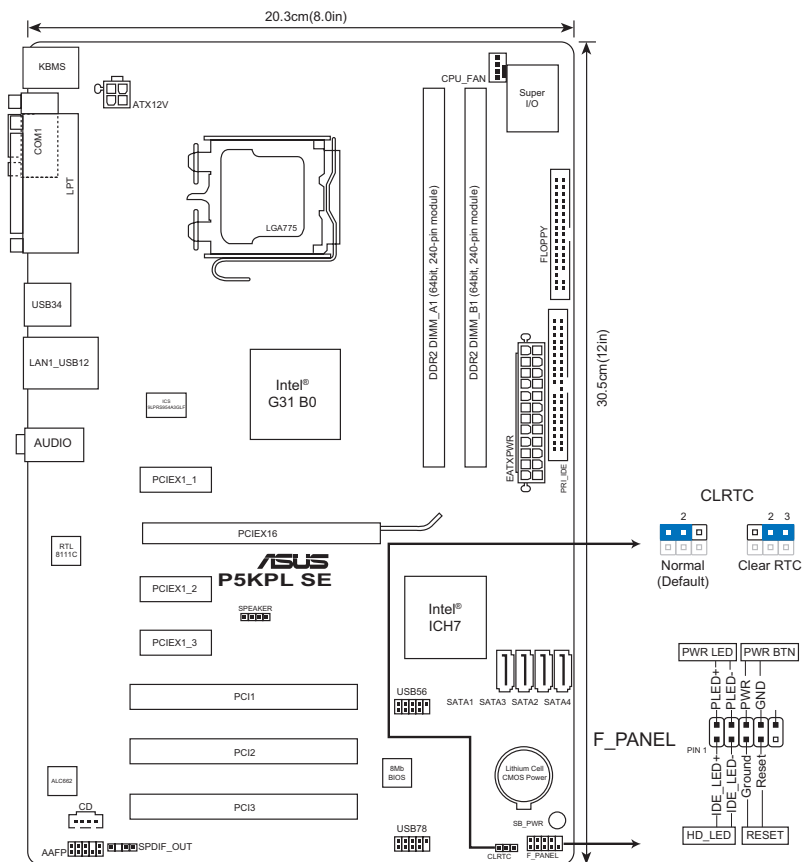 20.3cm(8.0in)
KBMS
ATX12V
CPU_FAN
Super
I/O
COM1
LPT
LGA775
DDR2 DIMM_A1 (64bit, 240-pin module)
DDR2 DIMM_B1 (64bit, 240-pin module)
FLOPPY
30.5cm(12in)
USB34
LAN1_USB12
ICS
Intel®
G31 B0
EATXPWR
PRI_IDE
AUDIO
PCIEX1_1
PCIEX16
RTL
8111C
ASUS
P5KPL SE
PCIEX1_2
SPEAKER
Intel®
ICH7
PCIEX1_3
PCI1
USB56
SATA1 SATA3 SATA2 SATA4
PCI2
ALC662
8Mb
BIOS
Lithium Cell
CMOS Power
CD
PCI3
SB_PWR
AAFP
SPDIF_OUT
USB78
CLRTC
F_PANEL
CLRTC
2
2 3
Normal
(Default)
Clear RTC
PWR LED
PWR BTN
PLED+
PLED-
PWR
GND
F_PANEL
PIN 1
IDE_LED+
IDE_LED-
Ground
Reset
HD_LED
RESET